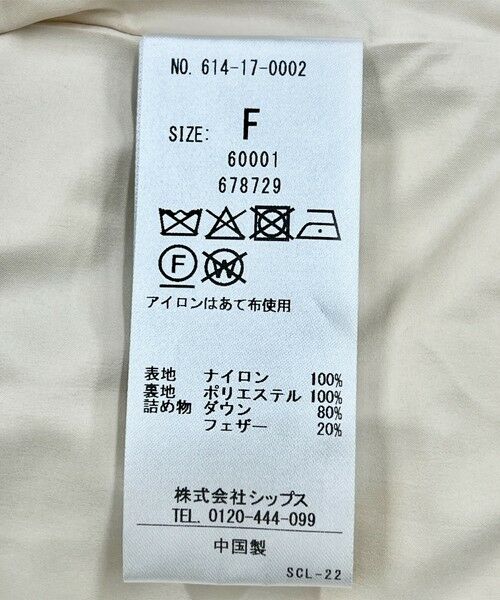 NO. 614-17-0002
SIZE: F
60001
678729
F W
アイロンはあて布使用
表地 ナイロン 100%
裏地 ポリエステル 100%
詰め物 ダウン 80%
フェザー 20%
株式会社シップス
TEL. 0120-444-099
中国製
SCL-22